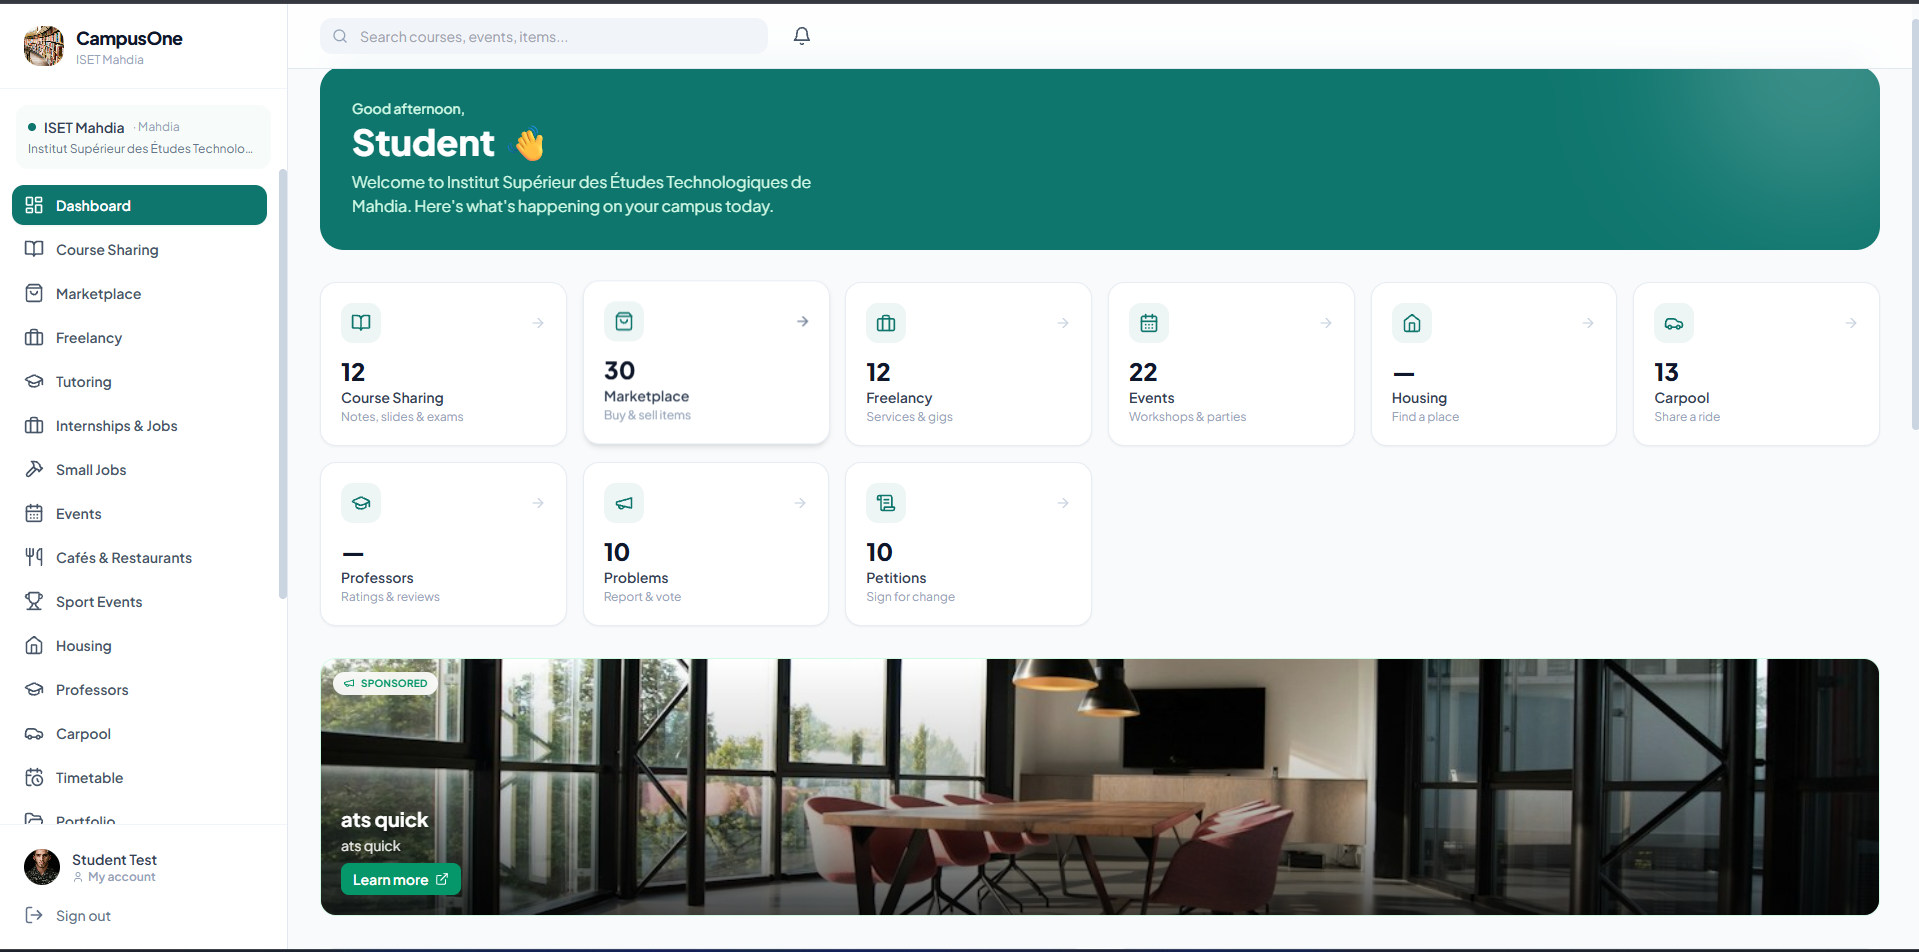 CampusOne
ISET Mahdia
Search courses, events, items...
ISET Mahdia · Mahdia
Institut Supérieur des Études Technolo...
Dashboard
Course Sharing
Marketplace
Freelancy
Tutoring
Internships & Jobs
Small Jobs
Events
Cafés & Restaurants
Sport Events
Housing
Professors
Carpool
Timetable
Portfolio
Student Test
My account
Sign out
Good afternoon,
Student 👋
Welcome to Institut Supérieur des Études Technologiques de
Mahdia. Here's what's happening on your campus today.
12
Course Sharing
Notes, slides & exams
30
Marketplace
Buy & sell items
12
Freelancy
Services & gigs
22
Events
Workshops & parties
—
Housing
Find a place
13
Carpool
Share a ride
—
Professors
Ratings & reviews
10
Problems
Report & vote
10
Petitions
Sign for change
SPONSORED
ats quick
ats quick
Learn more